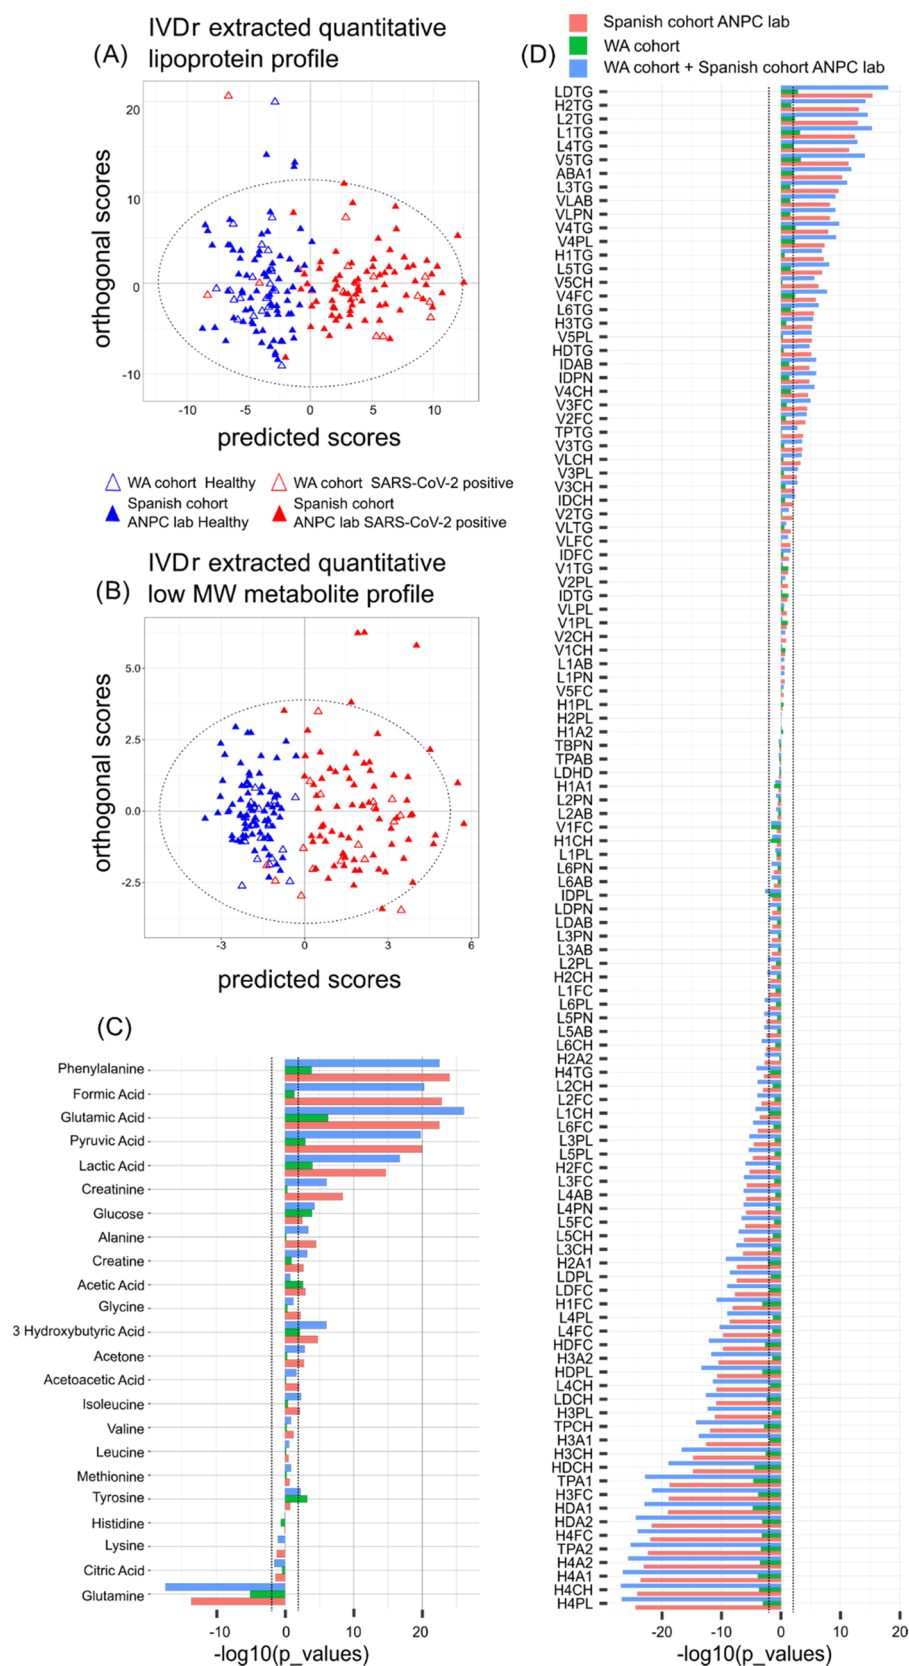 (A)
IVDr extracted quantitative
lipoprotein profile
20
10
0
-10
orthogonal scores
-10
-5
0
5
10
predicted scores
WA cohort Healthy
WA cohort SARS-CoV-2 positive
Spanish cohort
ANPC lab Healthy
Spanish cohort
ANPC lab SARS-CoV-2 positive
(B)
IVDr extracted quantitative
low MW metabolite profile
5.0
2.5
0.0
-2.5
orthogonal scores
-3
0
3
6
predicted scores
(C)
Phenylalanine
Formic Acid
Glutamic Acid
Pyruvic Acid
Lactic Acid
Creatinine
Glucose
Alanine
Creatine
Acetic Acid
Glycine
3 Hydroxybutyric Acid
Acetone
Acetoacetic Acid
Isoleucine
Valine
Leucine
Methionine
Tyrosine
Histidine
Lysine
Citric Acid
Glutamine
-10
0
10
20
-log10(p_values)
(D)
Spanish cohort ANPC lab
WA cohort
WA cohort + Spanish cohort ANPC lab
LDTG
H2TG
L2TG
L1TG
L4TG
V5TG
ABA1
L3TG
VLAB
VLPN
V4TG
V4PL
H1TG
L5TG
V5CH
V4FC
L6TG
H3TG
V5PL
HDTG
IDAB
IDPN
V4CH
V3FC
V2FC
TPTG
V3TG
VLCH
V3PL
V3CH
IDCH
V2TG
VLTG
VLFC
IDFC
V1TG
V2PL
IDTG
VLPL
V1PL
V2CH
V1CH
L1AB
L1PN
V5FC
H1PL
H2PL
H1A2
TBPN
TPAB
LDHD
H1A1
L2PN
L2AB
V1FC
H1CH
L1PL
L6PN
L6AB
IDPL
LDPN
LDAB
L3PN
L3AB
L2PL
H2CH
L1FC
L6PL
L5PN
L5AB
L6CH
H2A2
H4TG
L2CH
L2FC
L1CH
L6FC
L3PL
L5PL
H2FC
L3FC
L4AB
L4PN
L5FC
L5CH
L3CH
H2A1
LDPL
LDFC
H1FC
L4PL
L4FC
HDFC
H3A2
HDPL
L4CH
LDCH
H3PL
TPCH
H3A1
H3CH
HDCH
TPA1
H3FC
HDA1
HDA2
H4FC
TPA2
H4A2
H4A1
H4CH
H4PL
-20
-10
0
10
20
-log10(p_values)